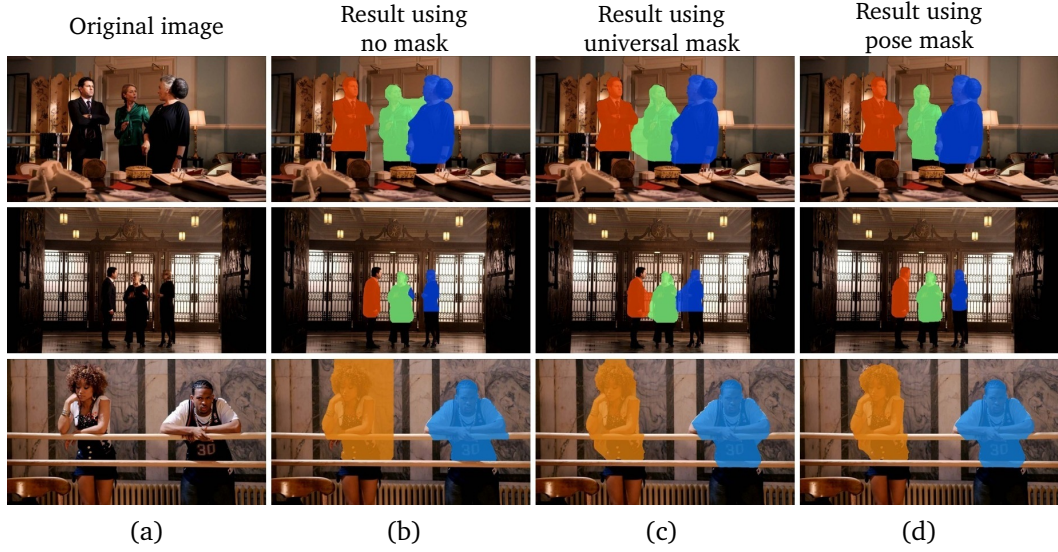 Original image
Result using
no mask
Result using
universal mask
Result using
pose mask
30
30
30
30
(a)
(b)
(c)
(d)